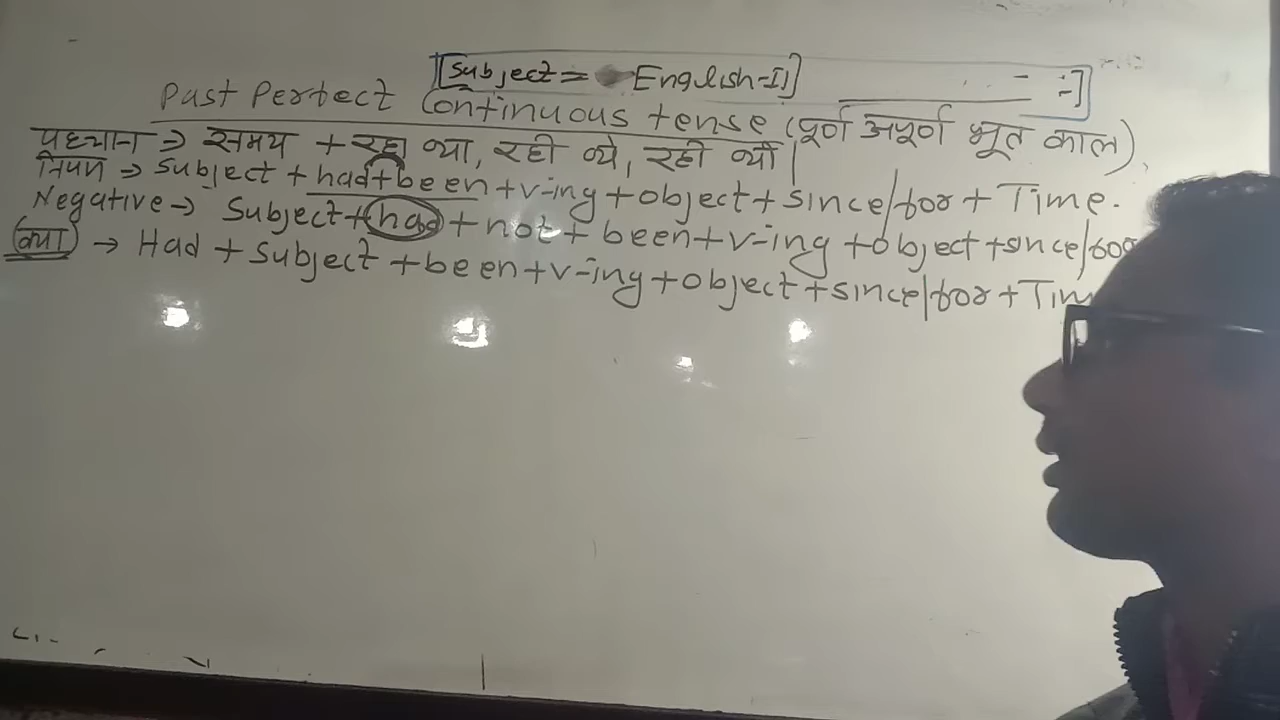 [Subject = English-II]
Past Perfect Continuous tense (पूर्ण अपूर्ण भूत काल)
पहचान ⇒ समय + रहा था, रही थे, रही थी |
नियम → Subject + had + been + v-ing + object + since/for + Time.
Negative → Subject + had + not + been + v-ing + object + since/for
(क्या) → Had + Subject + been + v-ing + object + since/for + Tim